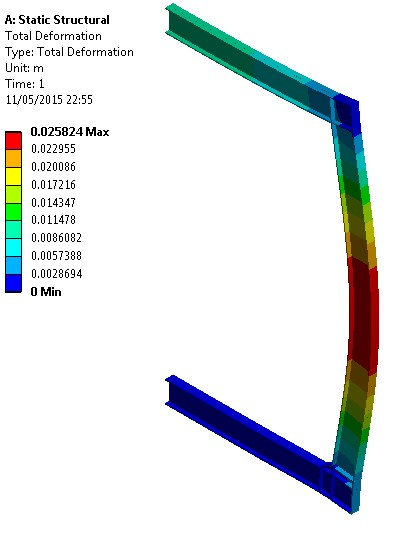 A: Static Structural
Total Deformation
Type: Total Deformation
Unit: m
Time: 1
11/05/2015 22:55
0.025824 Max
0.022955
0.020086
0.017216
0.014347
0.011478
0.0086082
0.0057388
0.0028694
0 Min